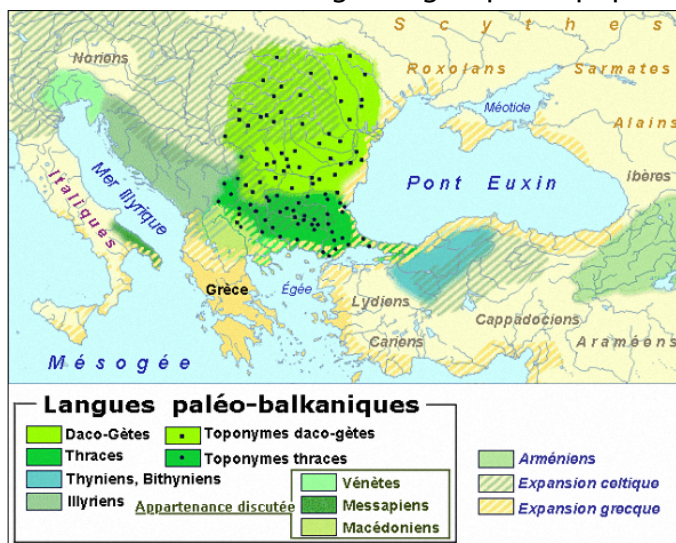 S c y t h e s
Noriens
Roxolans
Sarmates
Méotide
Alains
Mer Illyrique
Italiques
Pont Euxin
ibères
Grèce
Égée
Lydiens
Cappadociens
Cariens
Araméens
Mésogée
Langues paléo-balkaniques
Daco-Gètes
Toponymes daco-gètes
Thraces
Toponymes thraces
Thyniens, Bithyniens
Illyriens
Appartenance discutée
Vénètes
Messapiens
Macédoniens
Arméniens
Expansion celtique
Expansion grecque